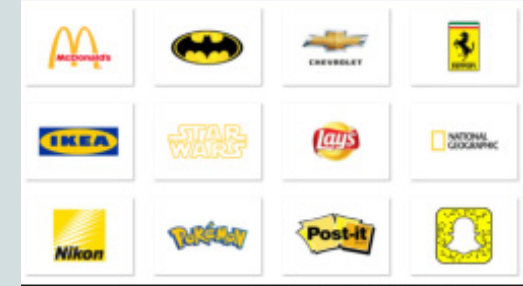 McDonald's
CHEVROLET
Ferrari
IKEA
STAR
WARS
Lay's
NATIONAL
GEOGRAPHIC
Nikon
POKéMON
Post-it